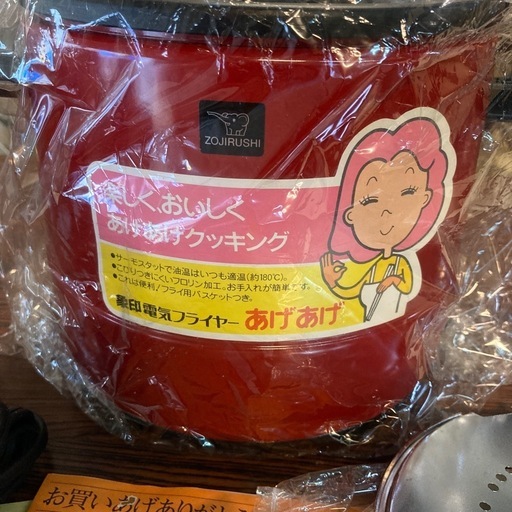 ZOJIRUSHI
楽しく、おいしく
あげあげクッキング
●サーモスタットで油温はいつも適温(約180℃)。
●こびりつきにくいフロリン加工。お手入れが簡単です。
●これは便利!フライ用バスケットつき。
象印電気フライヤー あげあげ
お買いあげありがとう